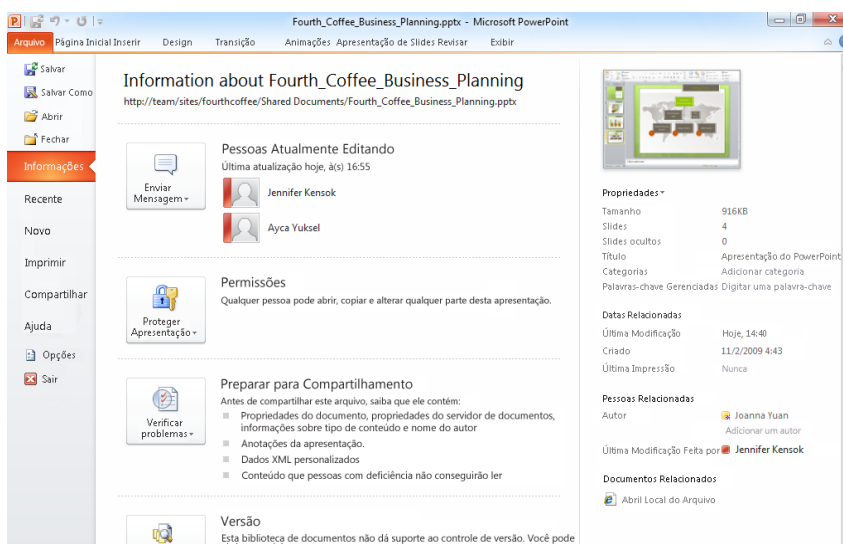 Fourth_Coffee_Business_Planning.pptx - Microsoft PowerPoint
Arquivo Página Inicial Inserir Design Transição Animações Apresentação de Slides Revisar Exibir
Salvar
Salvar Como
Abrir
Fechar
Informações
Recente
Novo
Imprimir
Compartilhar
Ajuda
Opções
Sair
Information about Fourth_Coffee_Business_Planning
http://team/sites/fourthcoffee/Shared Documents/Fourth_Coffee_Business_Planning.pptx
Enviar
Mensagem
Pessoas Atualmente Editando
Última atualização hoje, à(s) 16:55
Jennifer Kensok
Ayca Yuksel
Proteger
Apresentação
Permissões
Qualquer pessoa pode abrir, copiar e alterar qualquer parte desta apresentação.
Verificar
problemas
Preparar para Compartilhamento
Antes de compartilhar este arquivo, saiba que ele contém:
Propriedades do documento, propriedades do servidor de documentos,
informações sobre tipo de conteúdo e nome do autor
Anotações da apresentação.
Dados XML personalizados
Conteúdo que pessoas com deficiência não conseguirão ler
Versão
Esta biblioteca de documentos não dá suporte ao controle de versão. Você pode
Propriedades
Tamanho 916KB
Slides 4
Slides ocultos 0
Título Apresentação do PowerPoint
Categorias Adicionar categoria
Palavras-chave Gerenciadas Digitar uma palavra-chave
Datas Relacionadas
Última Modificação Hoje, 14:40
Criado 11/2/2009 4:43
Última Impressão Nunca
Pessoas Relacionadas
Autor Joanna Yuan
Adicionar um autor
Última Modificação Feita por Jennifer Kensok
Documentos Relacionados
Abril Local do Arquivo